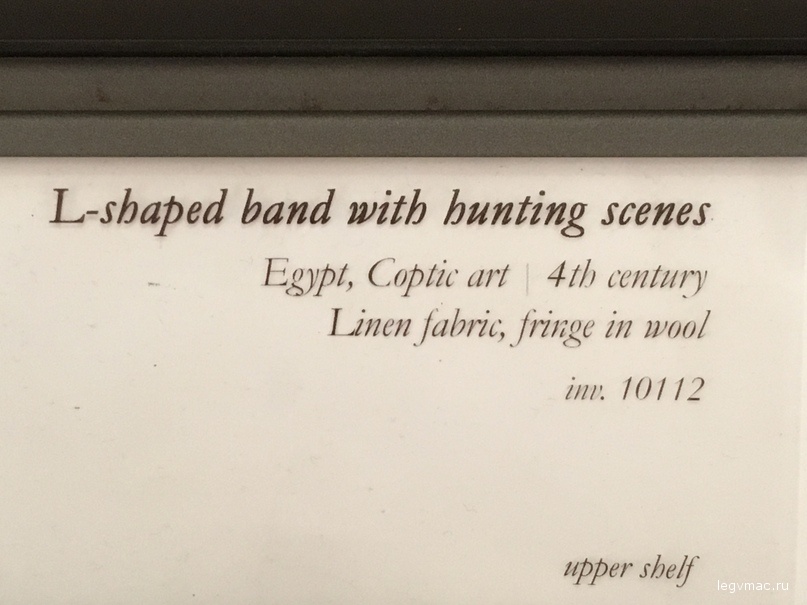 L-shaped band with hunting scenes
Egypt, Coptic art | 4th century
Linen fabric, fringe in wool
inv. 10112
upper shelf
legvmac.ru